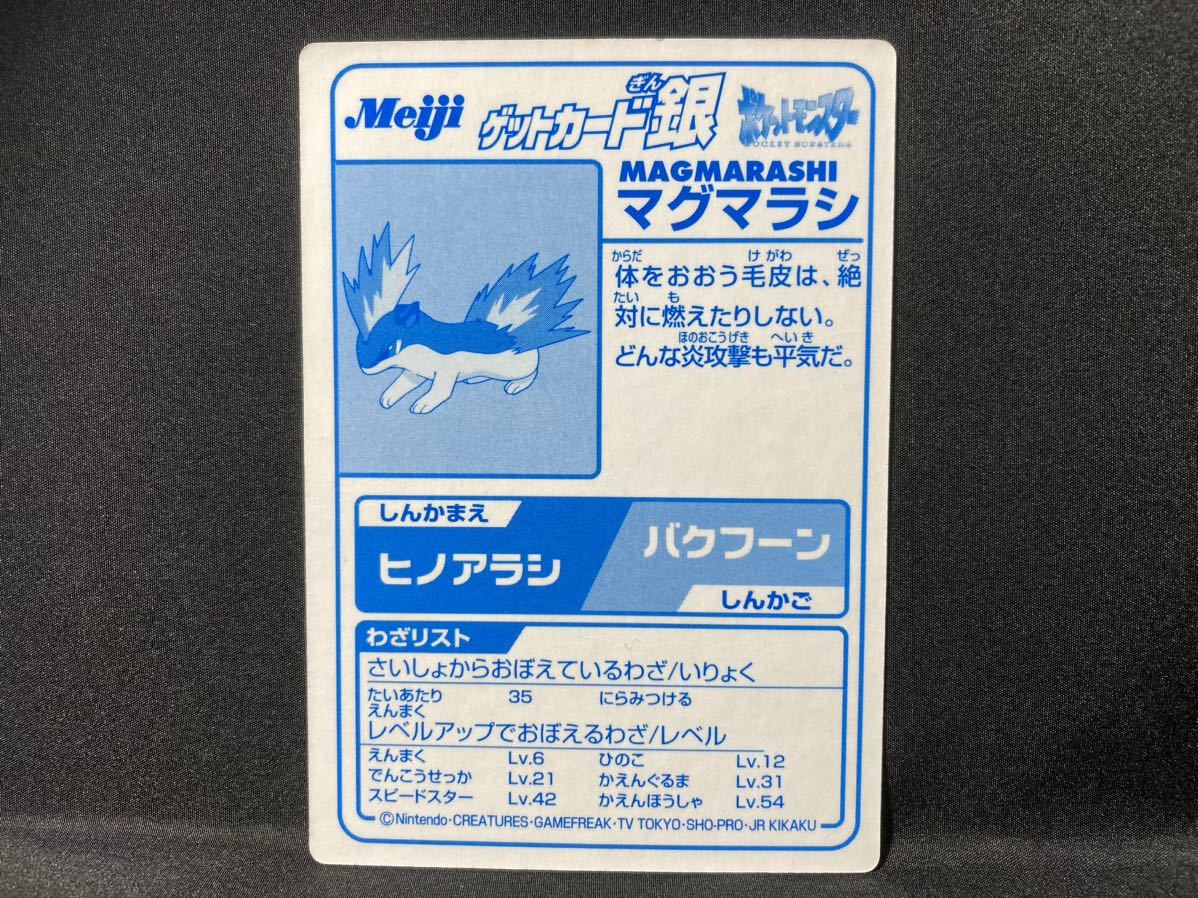 Meiji
ぎん
ゲットカード銀
ポケットモンスター
POCKET MONSTERS
MAGMARASHI
マグマラシ
からだ けがわ ぜっ
体をおおう毛皮は、絶
たい も
対に燃えたりしない。
ほのおこうげき へいき
どんな炎攻撃も平気だ。
しんかまえ
ヒノアラシ
バクフーン
しんかご
わざリスト
さいしょからおぼえているわざ/いりょく
たいあたり 35 にらみつける
えんまく
レベルアップでおぼえるわざ/レベル
えんまく Lv.6 ひのこ Lv.12
でんこうせっか Lv.21 かえんぐるま Lv.31
スピードスター Lv.42 かえんほうしゃ Lv.54
©Nintendo・CREATURES・GAMEFREAK・TV TOKYO・SHO-PRO・JR KIKAKU